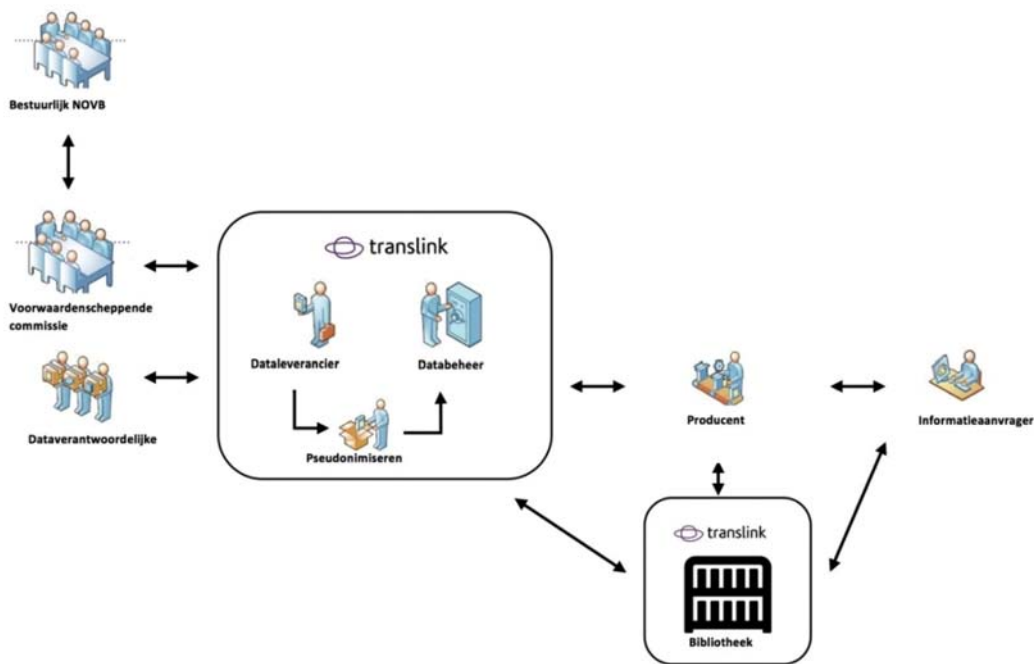 Bestuurlijk NOVB
Voorwaardenscheppende
commissie
Dataverantwoordelijke
translink
Dataleverancier
Databeheer
Pseudonimiseren
Producent
Informatieaanvrager
translink
Bibliotheek